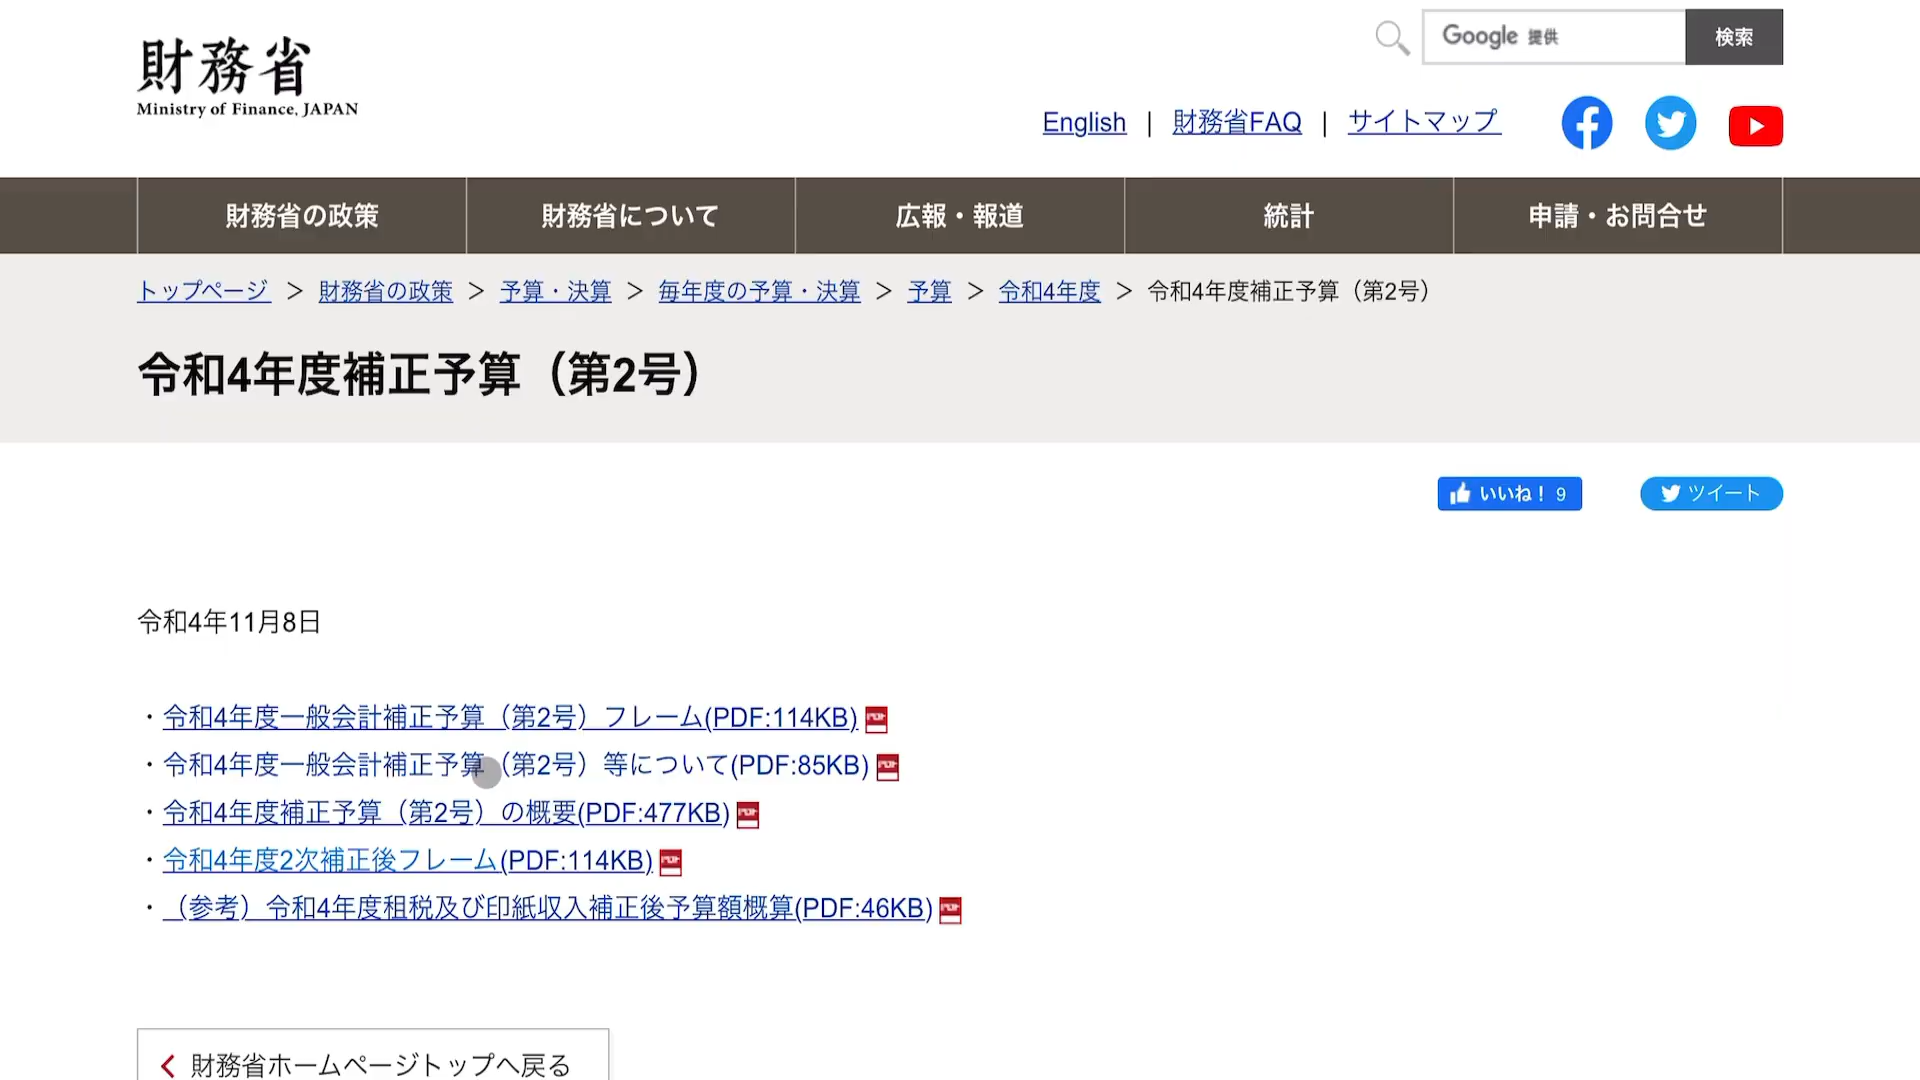 財務省
Ministry of Finance, JAPAN
Google 提供
検索
English | 財務省FAQ | サイトマップ
財務省の政策 財務省について 広報・報道 統計 申請・お問合せ
トップページ > 財務省の政策 > 予算・決算 > 毎年度の予算・決算 > 予算 > 令和4年度 > 令和4年度補正予算（第2号）
令和4年度補正予算（第2号）
いいね！ 9 ツイート
令和4年11月8日
・令和4年度一般会計補正予算（第2号）フレーム(PDF:114KB)
・令和4年度一般会計補正予算（第2号）等について(PDF:85KB)
・令和4年度補正予算（第2号）の概要(PDF:477KB)
・令和4年度2次補正後フレーム(PDF:114KB)
・（参考）令和4年度租税及び印紙収入補正後予算額概算(PDF:46KB)
財務省ホームページトップへ戻る